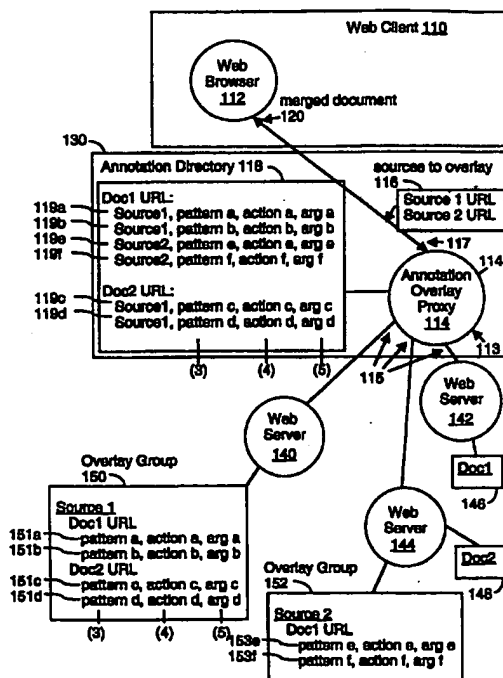 Web Client 110
Web
Browser
112
merged document
120
130
Annotation Directory 118
sources to overlay
116
Source 1 URL
Source 2 URL
Doc1 URL:
119a Source1, pattern a, action a, arg a
119b Source1, pattern b, action b, arg b
119e Source2, pattern e, action e, arg e
119f Source2, pattern f, action f, arg f
Doc2 URL:
119c Source1, pattern c, action c, arg c
119d Source1, pattern d, action d, arg d
(3) (4) (5)
117
114
Annotation
Overlay
Proxy
114
113
115
Web
Server
140
Web
Server
142
Doc1
146
Overlay Group
150
Source 1
Doc1 URL
151a pattern a, action a, arg a
151b pattern b, action b, arg b
Doc2 URL
151c pattern c, action c, arg c
151d pattern d, action d, arg d
(3) (4) (5)
Web
Server
144
Doc2
148
Overlay Group
152
Source 2
Doc1 URL
153e pattern e, action e, arg e
153f pattern f, action f, arg f